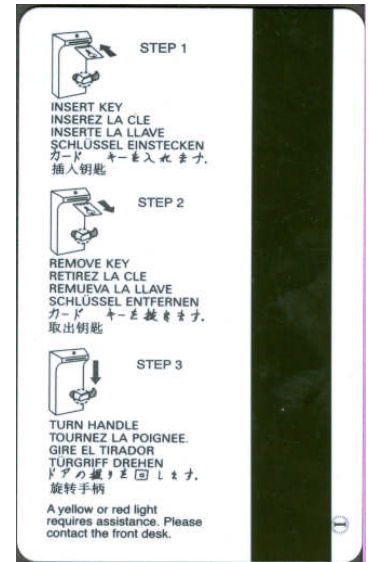 STEP 1
INSERT KEY
INSEREZ LA CLE
INSERTE LA LLAVE
SCHLÜSSEL EINSTECKEN
カード キーを入れます.
插入钥匙
STEP 2
REMOVE KEY
RETIREZ LA CLE
REMUEVA LA LLAVE
SCHLÜSSEL ENTFERNEN
カード キーを抜きます.
取出钥匙
STEP 3
TURN HANDLE
TOURNEZ LA POIGNEE.
GIRE EL TIRADOR
TÜRGRIFF DREHEN
ドアの握りを回します.
旋转手柄
A yellow or red light
requires assistance. Please
contact the front desk.